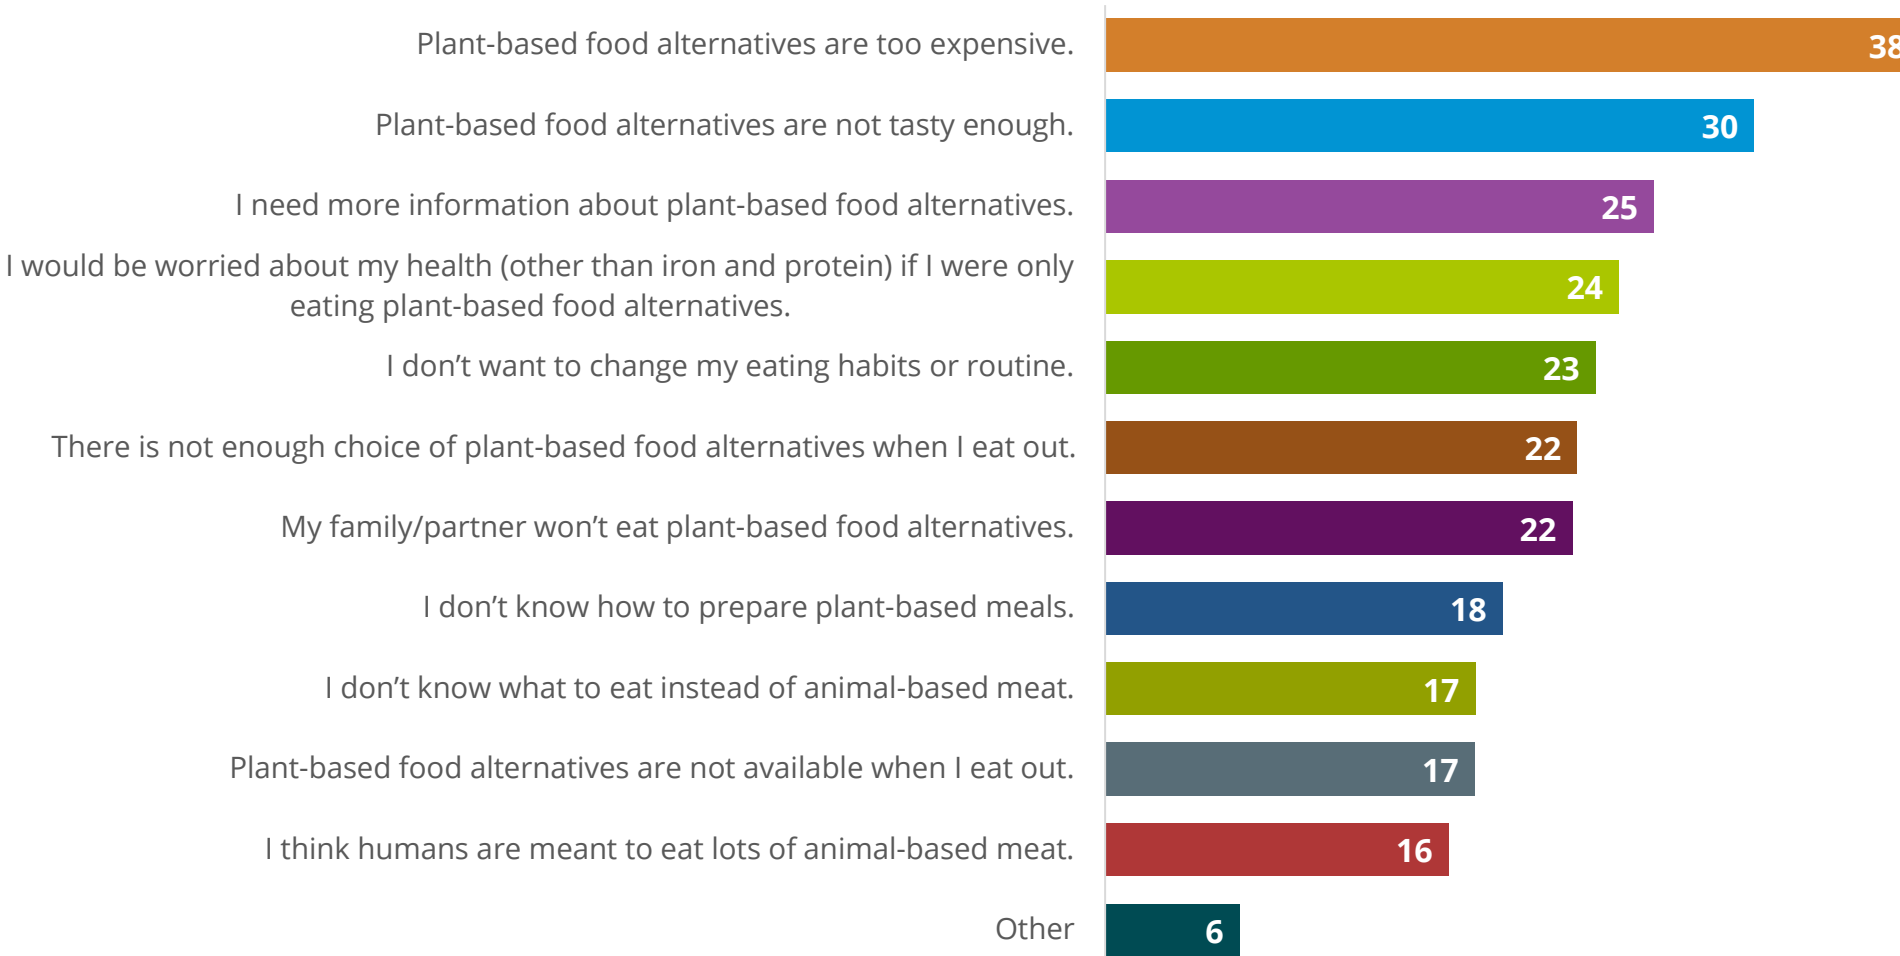 Plant-based food alternatives are too expensive.
38
Plant-based food alternatives are not tasty enough.
30
I need more information about plant-based food alternatives.
25
I would be worried about my health (other than iron and protein) if I were only
eating plant-based food alternatives.
24
I don’t want to change my eating habits or routine.
23
There is not enough choice of plant-based food alternatives when I eat out.
22
My family/partner won’t eat plant-based food alternatives.
22
I don’t know how to prepare plant-based meals.
18
I don’t know what to eat instead of animal-based meat.
17
Plant-based food alternatives are not available when I eat out.
17
I think humans are meant to eat lots of animal-based meat.
16
Other
6